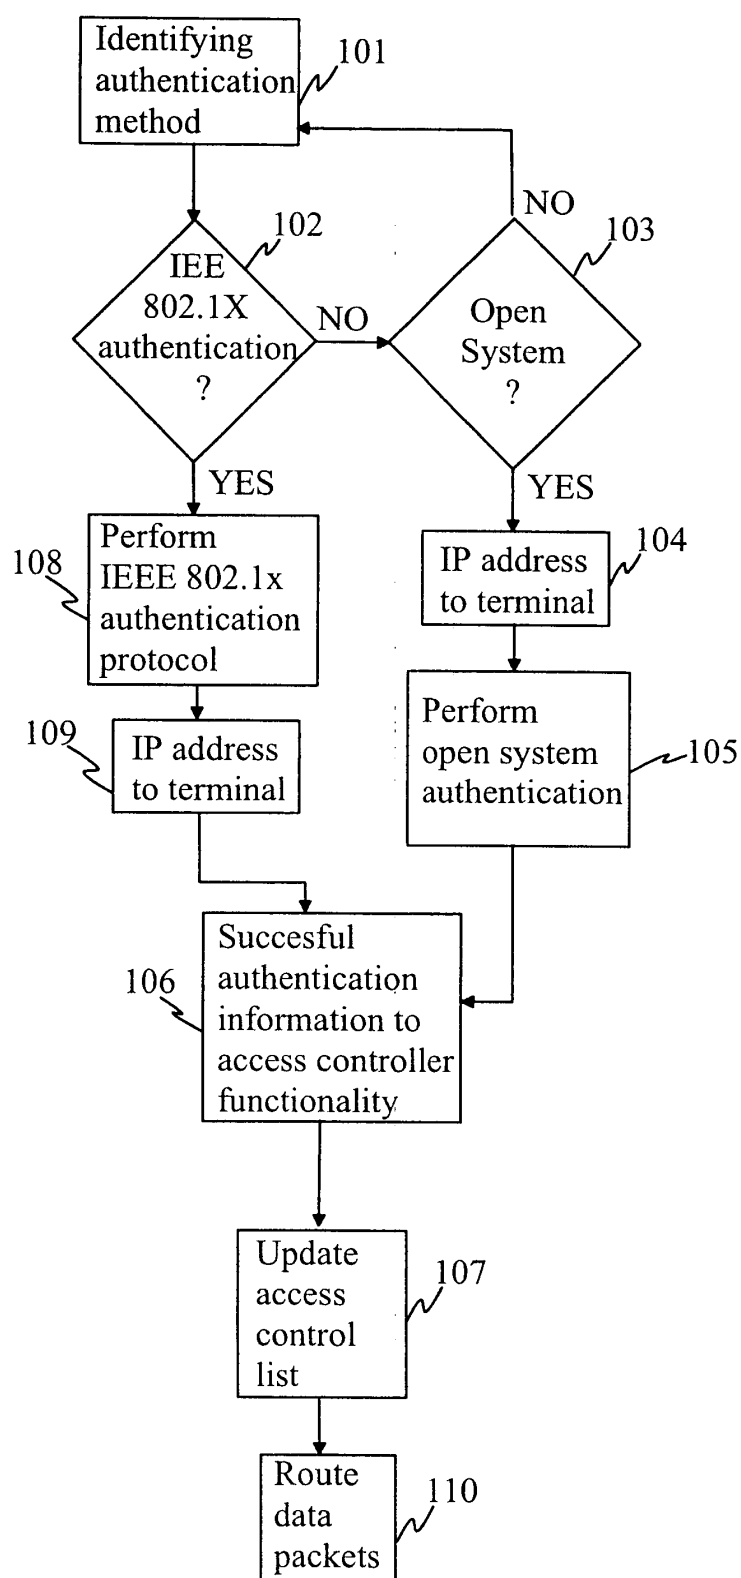 Identifying
authentication
method
101
NO
102
103
IEE
802.1X
authentication
?
NO
Open
System
?
YES
YES
108
Perform
IEEE 802.1x
authentication
protocol
104
IP address
to terminal
109
IP address
to terminal
Perform
open system
authentication
105
106
Succesful
authentication
information to
access controller
functionality
Update
access
control
list
107
Route
data
packets
110